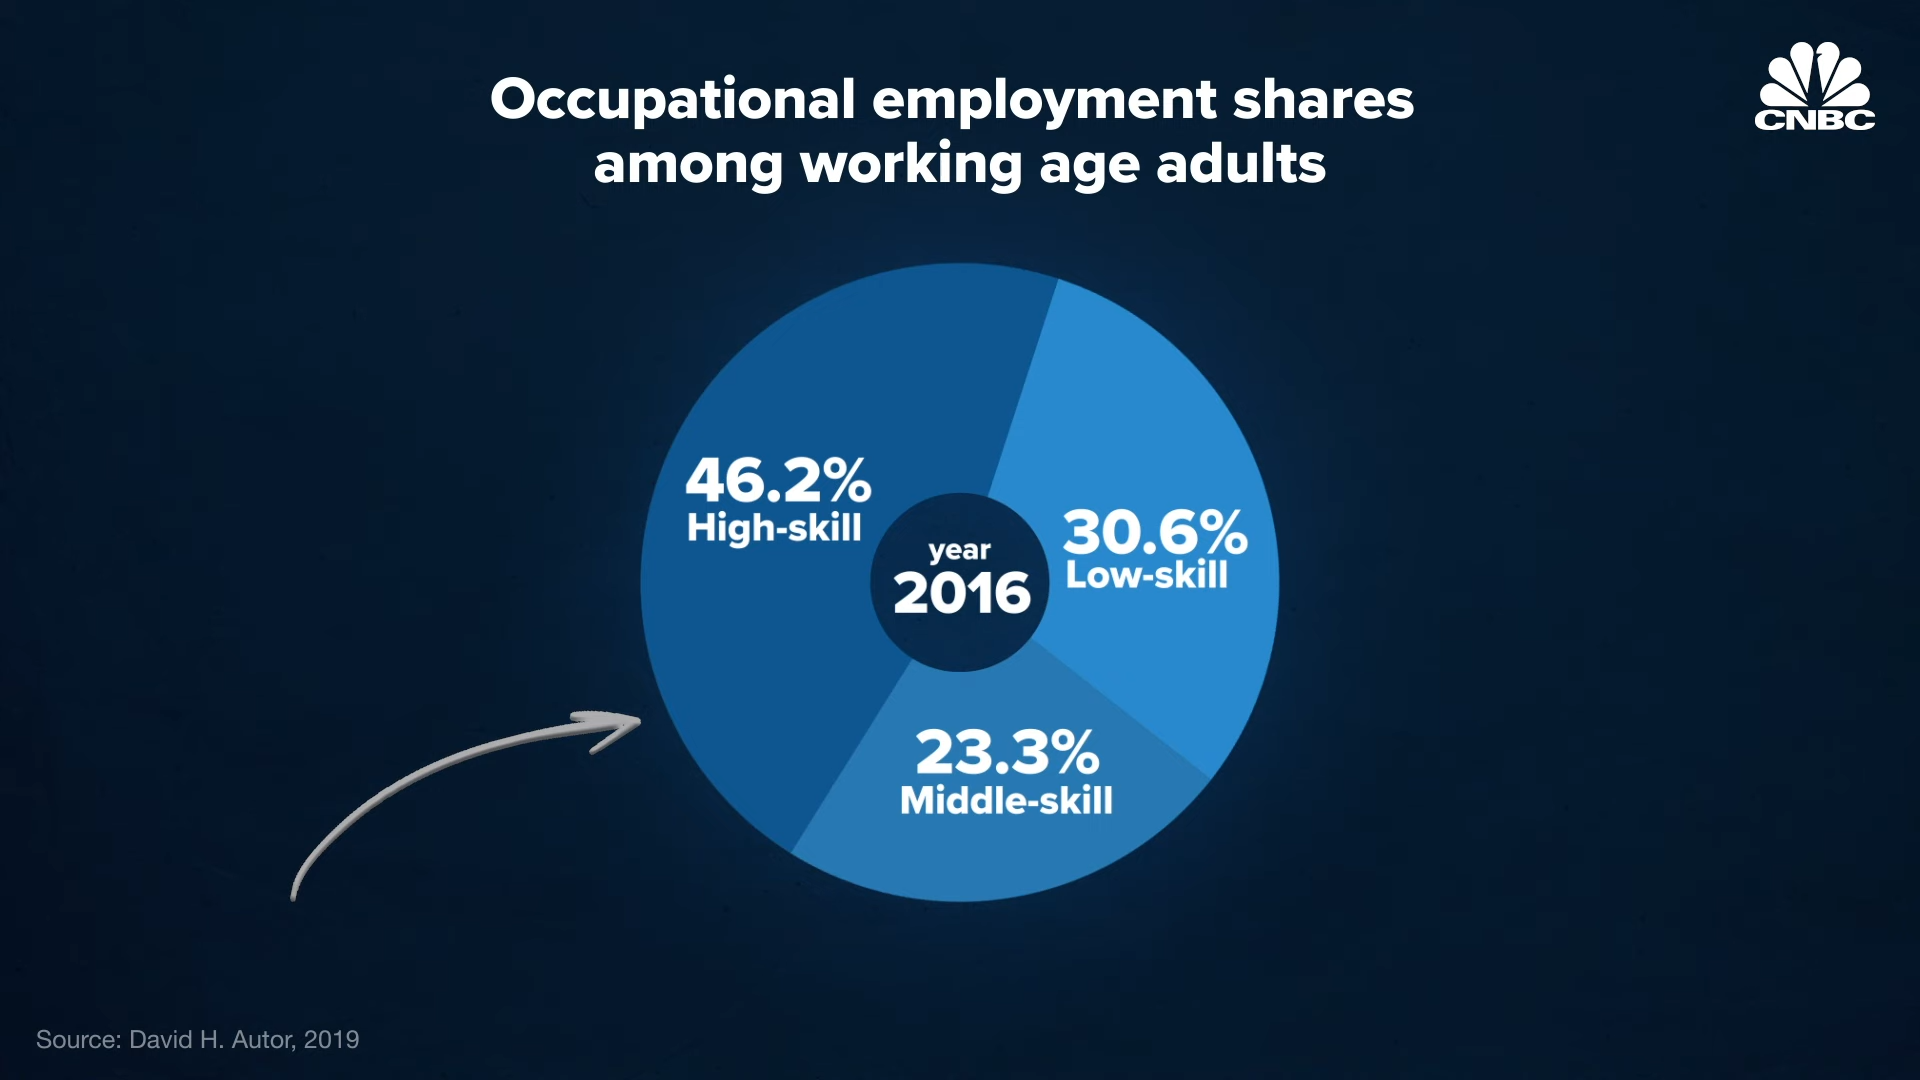 Occupational employment shares
among working age adults
CNBC
46.2%
High-skill
year
2016
30.6%
Low-skill
23.3%
Middle-skill
Source: David H. Autor, 2019